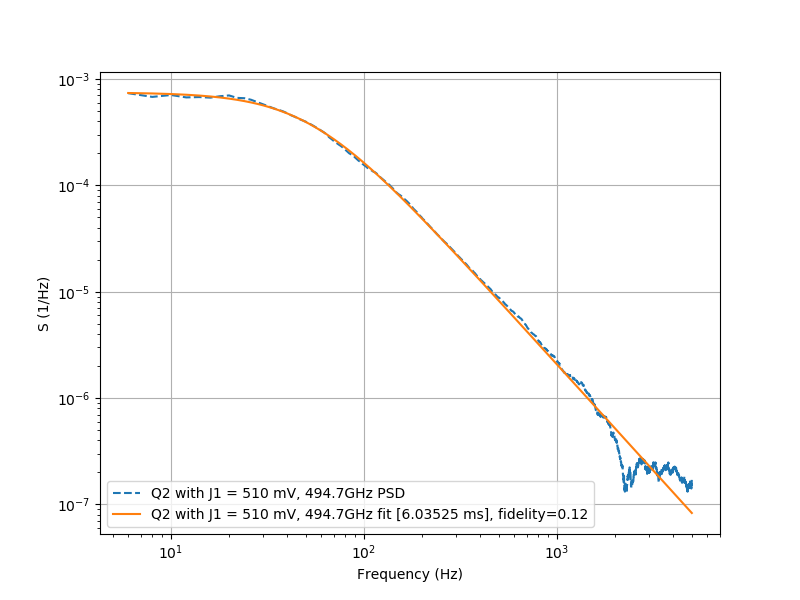 10⁻³
10⁻⁴
10⁻⁵
10⁻⁶
10⁻⁷
S (1/Hz)
Q2 with J1 = 510 mV, 494.7GHz PSD
Q2 with J1 = 510 mV, 494.7GHz fit [6.03525 ms], fidelity=0.12
10¹ 10² 10³
Frequency (Hz)